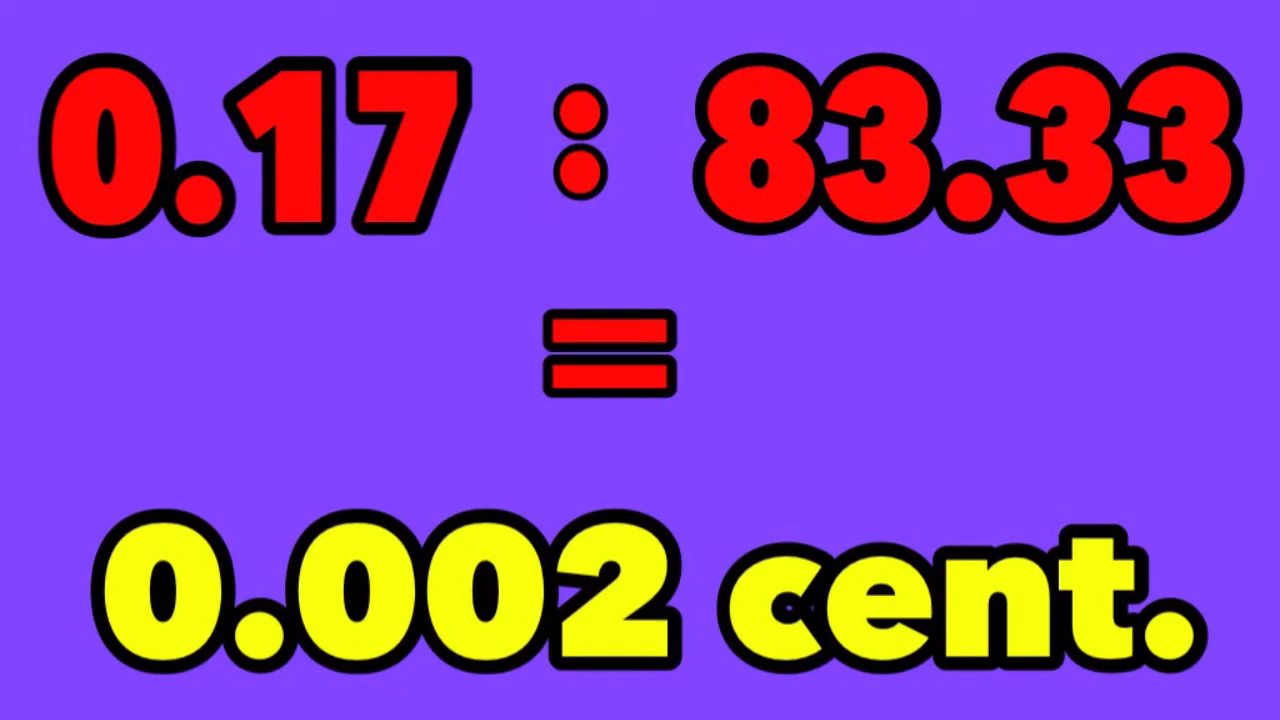 0.17 : 83.33
=
0.002 cent.